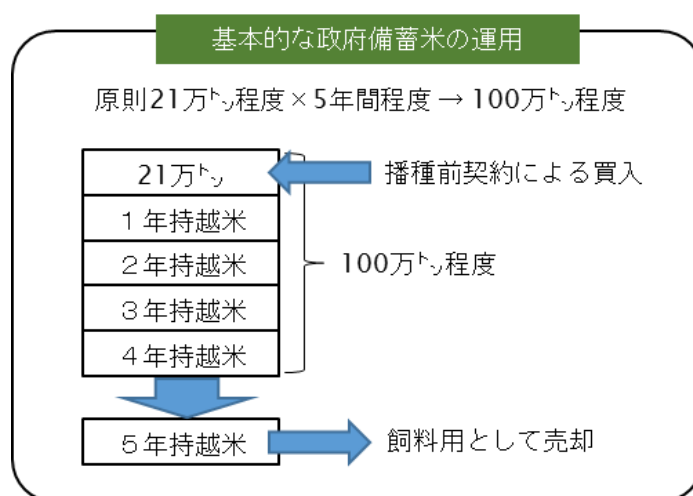 基本的な政府備蓄米の運用
原則21万㌧程度×5年間程度 → 100万㌧程度
21万㌧
播種前契約による買入
１年持越米
２年持越米
100万㌧程度
３年持越米
４年持越米
５年持越米
飼料用として売却